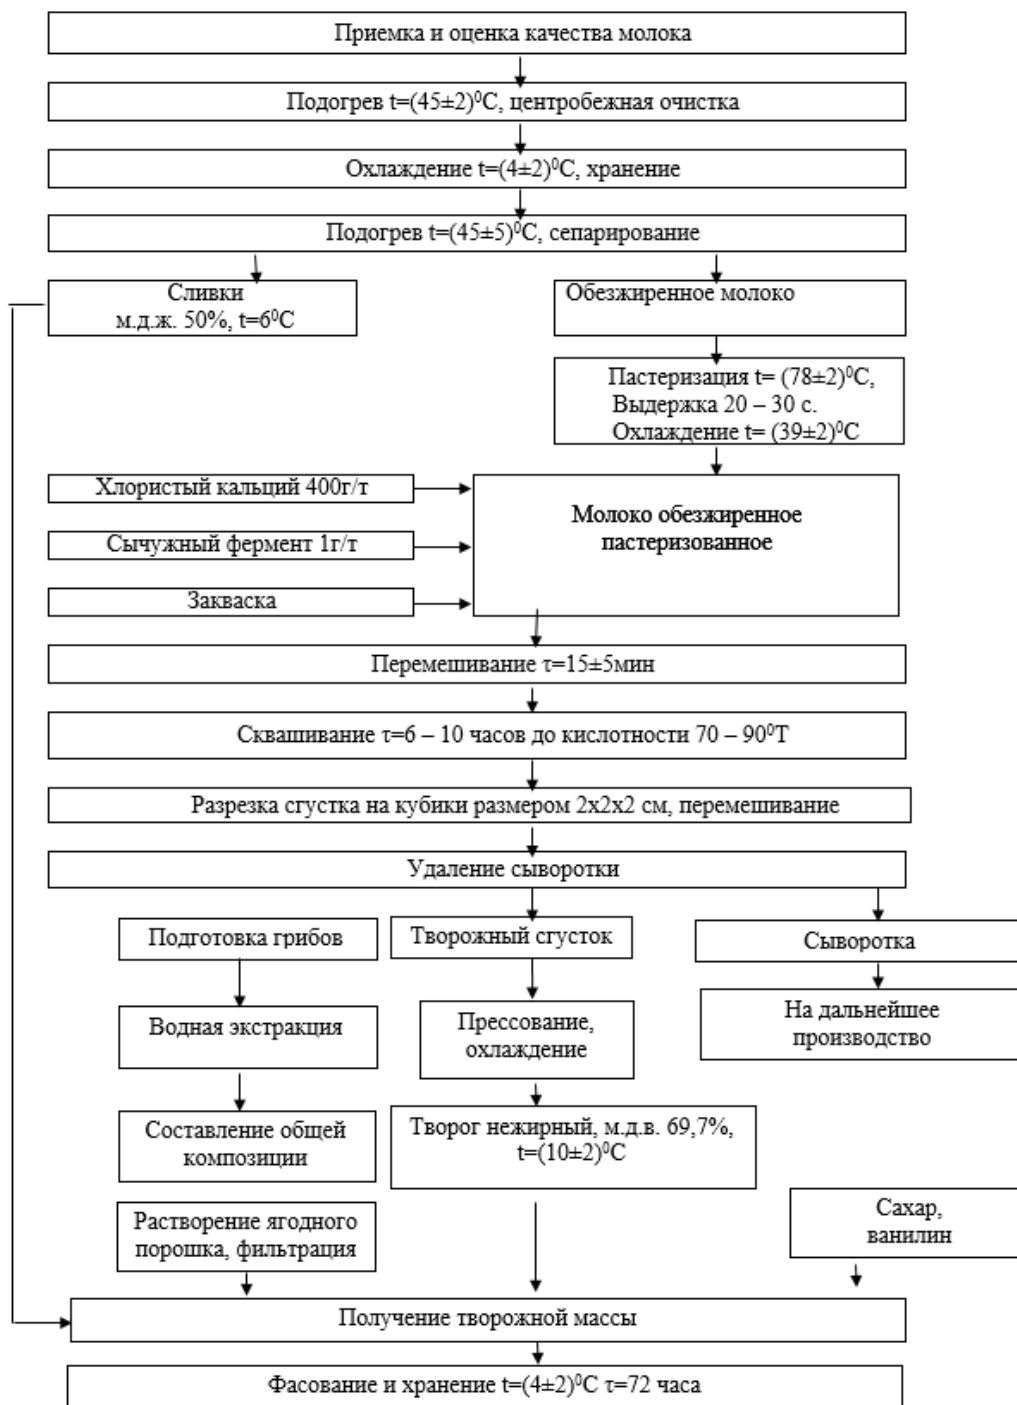 Приемка и оценка качества молока
Подогрев t=(45±2)⁰С, центробежная очистка
Охлаждение t=(4±2)⁰С, хранение
Подогрев t=(45±5)⁰С, сепарирование
Сливки
м.д.ж. 50%, t=6⁰С
Обезжиренное молоко
Пастеризация t= (78±2)⁰С,
Выдержка 20 – 30 с.
Охлаждение t= (39±2)⁰С
Хлористый кальций 400г/т
Сычужный фермент 1г/т
Закваска
Молоко обезжиренное
пастеризованное
Перемешивание τ=15±5мин
Сквашивание τ=6 – 10 часов до кислотности 70 – 90⁰Т
Разрезка сгустка на кубики размером 2х2х2 см, перемешивание
Удаление сыворотки
Подготовка грибов
Творожный сгусток
Сыворотка
Водная экстракция
Прессование,
охлаждение
На дальнейшее
производство
Составление общей
композиции
Творог нежирный, м.д.в. 69,7%,
t=(10±2)⁰С
Растворение ягодного
порошка, фильтрация
Сахар,
ванилин
Получение творожной массы
Фасование и хранение t=(4±2)⁰С τ=72 часа